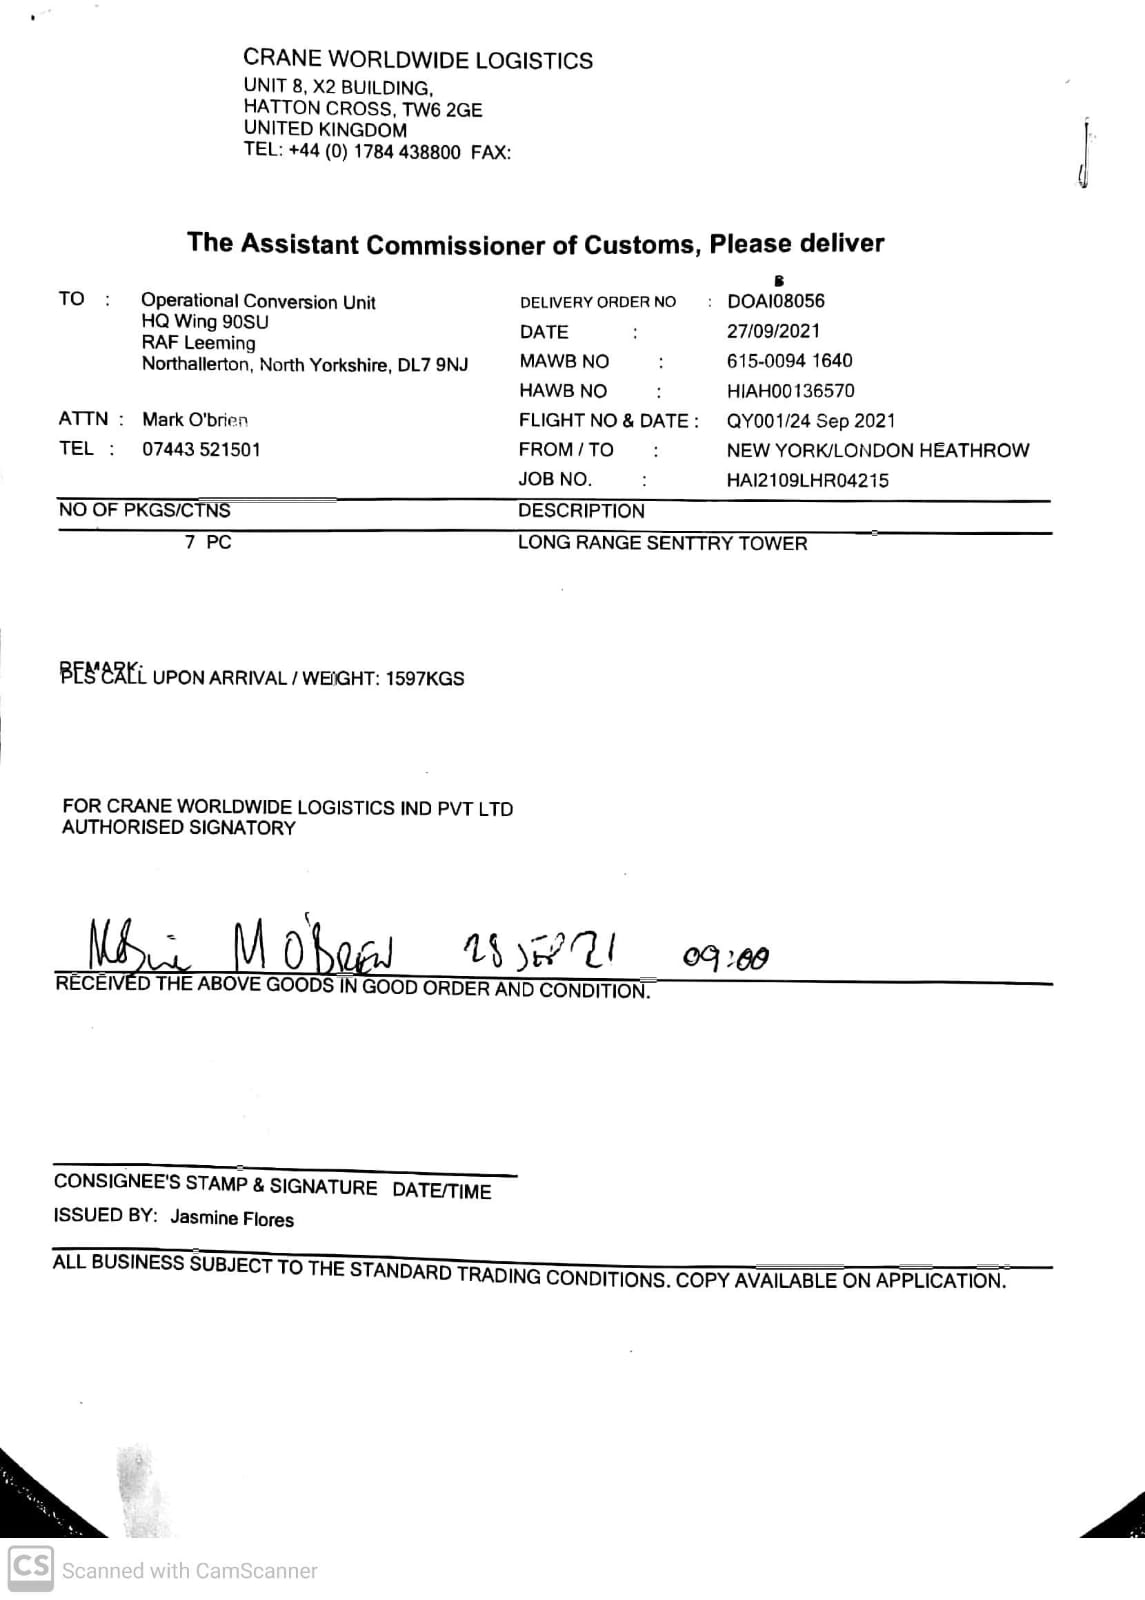 CRANE WORLDWIDE LOGISTICS
UNIT 8, X2 BUILDING,
HATTON CROSS, TW6 2GE
UNITED KINGDOM
TEL: +44 (0) 1784 438800 FAX:
The Assistant Commissioner of Customs, Please deliver
B
TO : Operational Conversion Unit
HQ Wing 90SU
RAF Leeming
Northallerton, North Yorkshire, DL7 9NJ
ATTN : Mark O'brien
TEL : 07443 521501
DELIVERY ORDER NO : DOAI08056
DATE : 27/09/2021
MAWB NO : 615-0094 1640
HAWB NO : HIAH00136570
FLIGHT NO & DATE : QY001/24 Sep 2021
FROM / TO : NEW YORK/LONDON HEATHROW
JOB NO. : HAI2109LHR04215
NO OF PKGS/CTNS DESCRIPTION
7 PC LONG RANGE SENTTRY TOWER
REMARK:
PLS CALL UPON ARRIVAL / WEIGHT: 1597KGS
FOR CRANE WORLDWIDE LOGISTICS IND PVT LTD
AUTHORISED SIGNATORY
M O'BRIEN 28 SEP 21 09:00
RECEIVED THE ABOVE GOODS IN GOOD ORDER AND CONDITION.
CONSIGNEE'S STAMP & SIGNATURE DATE/TIME
ISSUED BY: Jasmine Flores
ALL BUSINESS SUBJECT TO THE STANDARD TRADING CONDITIONS. COPY AVAILABLE ON APPLICATION.
CS Scanned with CamScanner